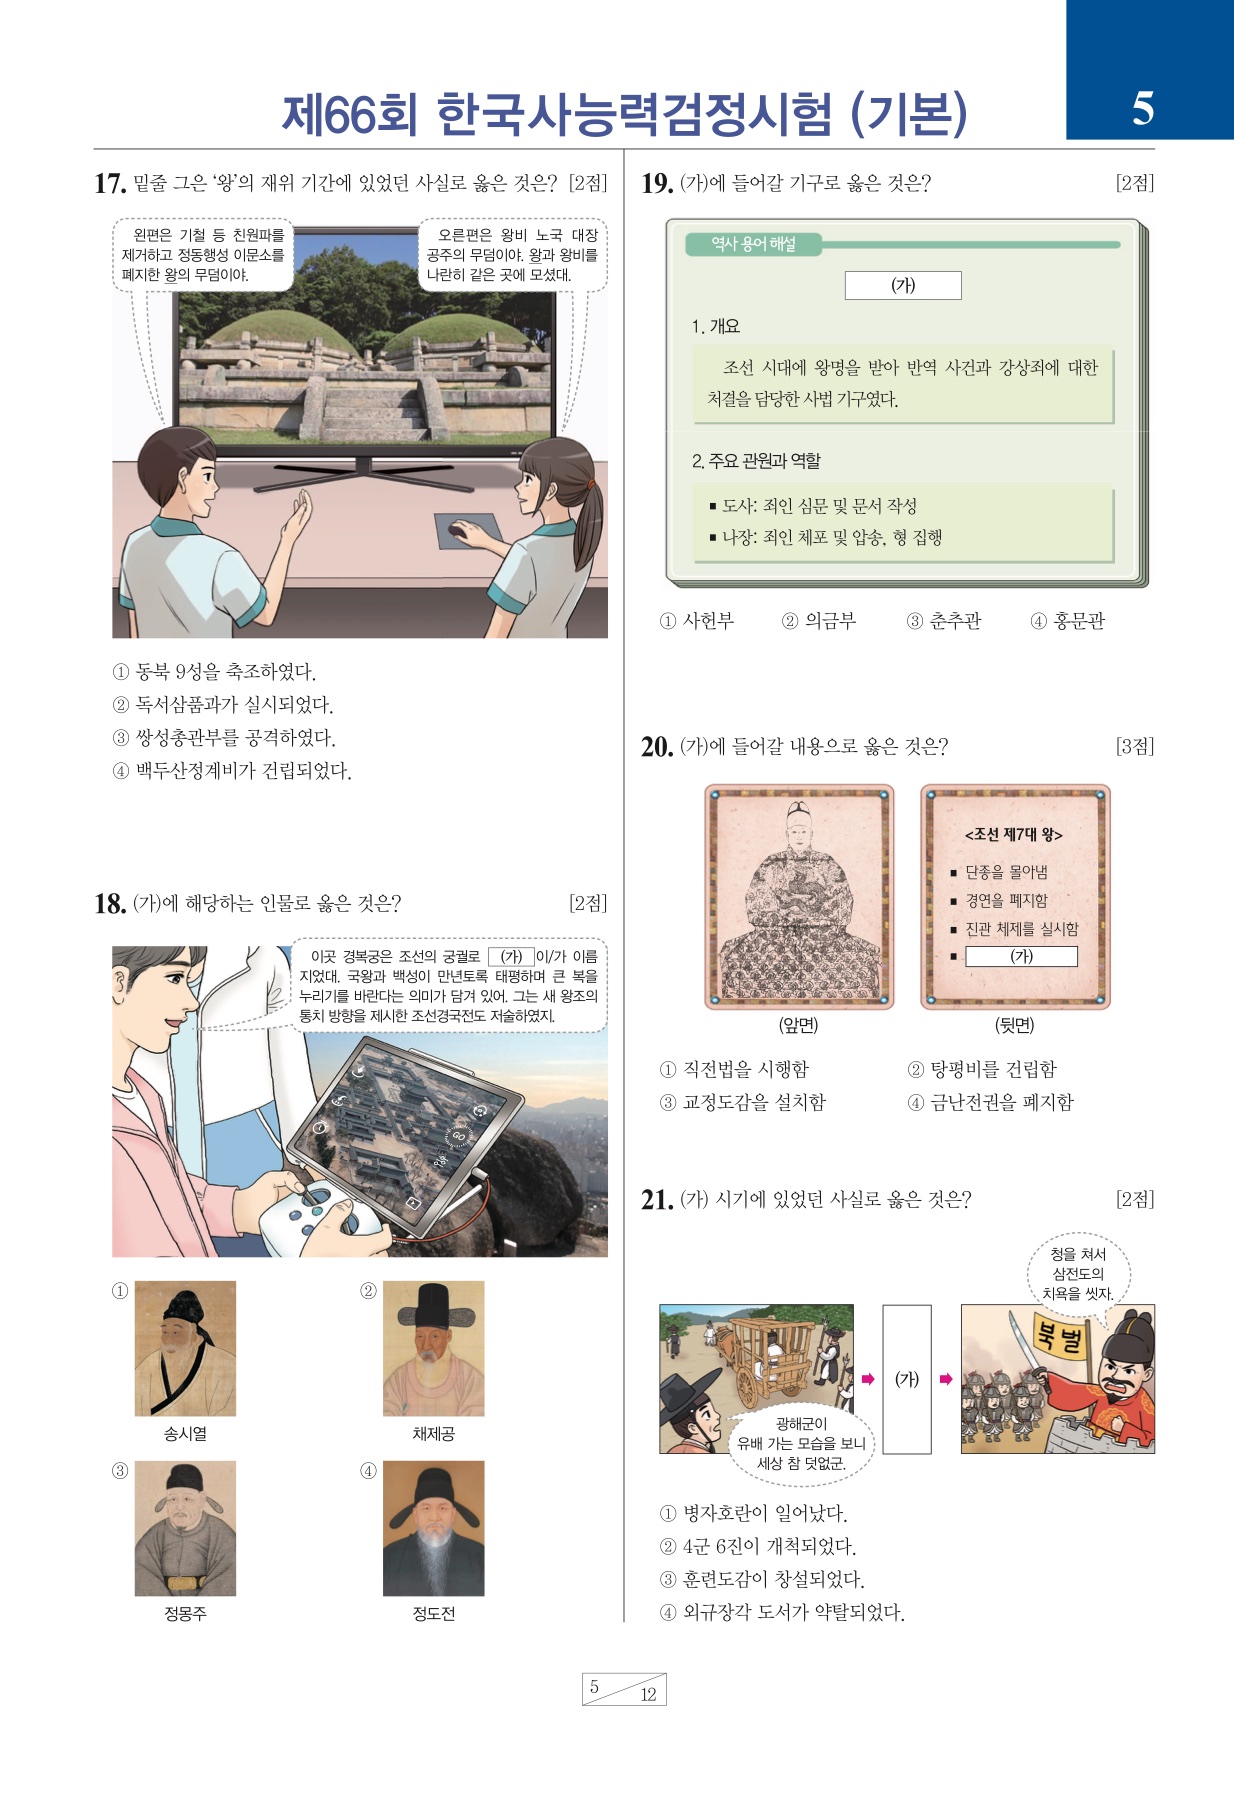 제66회 한국사능력검정시험 (기본)
5
17. 밑줄 그은 ‘왕’의 재위 기간에 있었던 사실로 옳은 것은? [2점]
왼편은 기철 등 친원파를
제거하고 정동행성 이문소를
폐지한 왕의 무덤이야.
오른편은 왕비 노국 대장
공주의 무덤이야. 왕과 왕비를
나란히 같은 곳에 모셨대.
① 동북 9성을 축조하였다.
② 독서삼품과가 실시되었다.
③ 쌍성총관부를 공격하였다.
④ 백두산정계비가 건립되었다.
18. (가)에 해당하는 인물로 옳은 것은? [2점]
이곳 경복궁은 조선의 궁궐로 (가) 이/가 이름
지었대. 국왕과 백성이 만년토록 태평하며 큰 복을
누리기를 바란다는 의미가 담겨 있어. 그는 새 왕조의
통치 방향을 제시한 조선경국전도 저술하였지.
GO
① 송시열
② 채제공
③ 정몽주
④ 정도전
19. (가)에 들어갈 기구로 옳은 것은? [2점]
역사 용어 해설
(가)
1. 개요
조선 시대에 왕명을 받아 반역 사건과 강상죄에 대한
처결을 담당한 사법 기구였다.
2. 주요 관원과 역할
▪ 도사: 죄인 심문 및 문서 작성
▪ 나장: 죄인 체포 및 압송, 형 집행
① 사헌부 ② 의금부 ③ 춘추관 ④ 홍문관
20. (가)에 들어갈 내용으로 옳은 것은? [3점]
<조선 제7대 왕>
▪ 단종을 몰아냄
▪ 경연을 폐지함
▪ 진관 체제를 실시함
▪ (가)
(앞면) (뒷면)
① 직전법을 시행함 ② 탕평비를 건립함
③ 교정도감을 설치함 ④ 금난전권을 폐지함
21. (가) 시기에 있었던 사실로 옳은 것은? [2점]
광해군이
유배 가는 모습을 보니
세상 참 덧없군.
(가)
청을 쳐서
삼전도의
치욕을 씻자.
북벌
① 병자호란이 일어났다.
② 4군 6진이 개척되었다.
③ 훈련도감이 창설되었다.
④ 외규장각 도서가 약탈되었다.
5 12